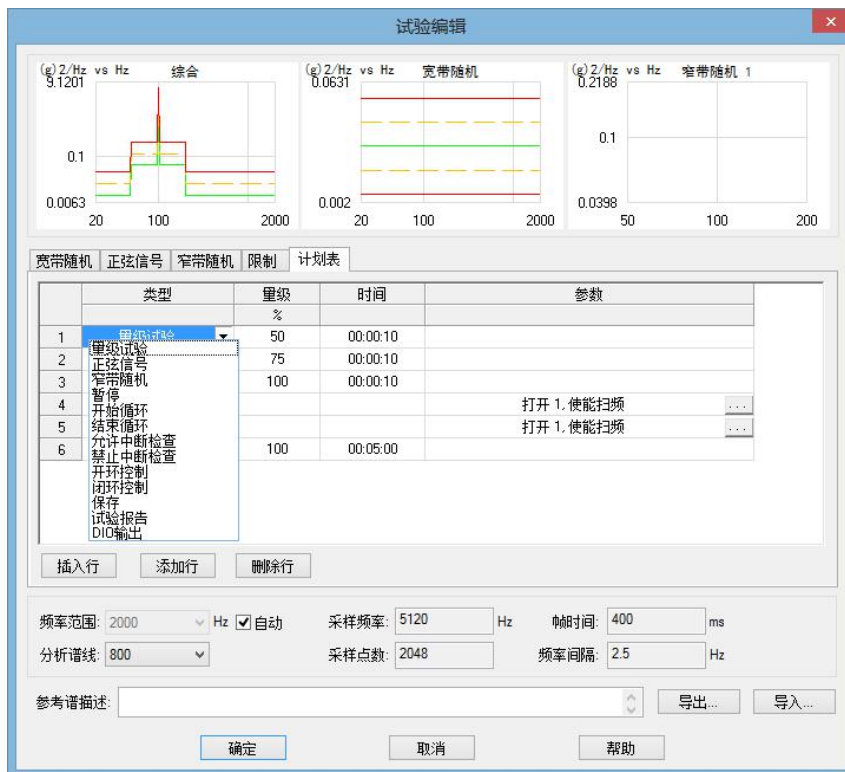 试验编辑
(g)2/Hz vs Hz 综合
9.1201
0.1
0.0063
20 100 2000
(g)2/Hz vs Hz 宽带随机
0.0631
0.002
20 100 2000
(g)2/Hz vs Hz 窄带随机 1
0.2188
0.1
0.0398
50 100 200
宽带随机 正弦信号 窄带随机 限制 计划表
类型 量级 时间 参数
%
1 量级试验 50 00:00:10
2 75 00:00:10
3 100 00:00:10
4 打开 1, 使能扫频 ...
5 打开 1, 使能扫频 ...
6 100 00:05:00
量级试验
正弦信号
窄带随机
暂停
开始循环
结束循环
允许中断检查
禁止中断检查
开环控制
闭环控制
保存
试验报告
DIO输出
插入行 添加行 删除行
频率范围: 2000 Hz 自动 采样频率: 5120 Hz 帧时间: 400 ms
分析谱线: 800 采样点数: 2048 频率间隔: 2.5 Hz
参考谱描述: 导出... 导入...
确定 取消 帮助